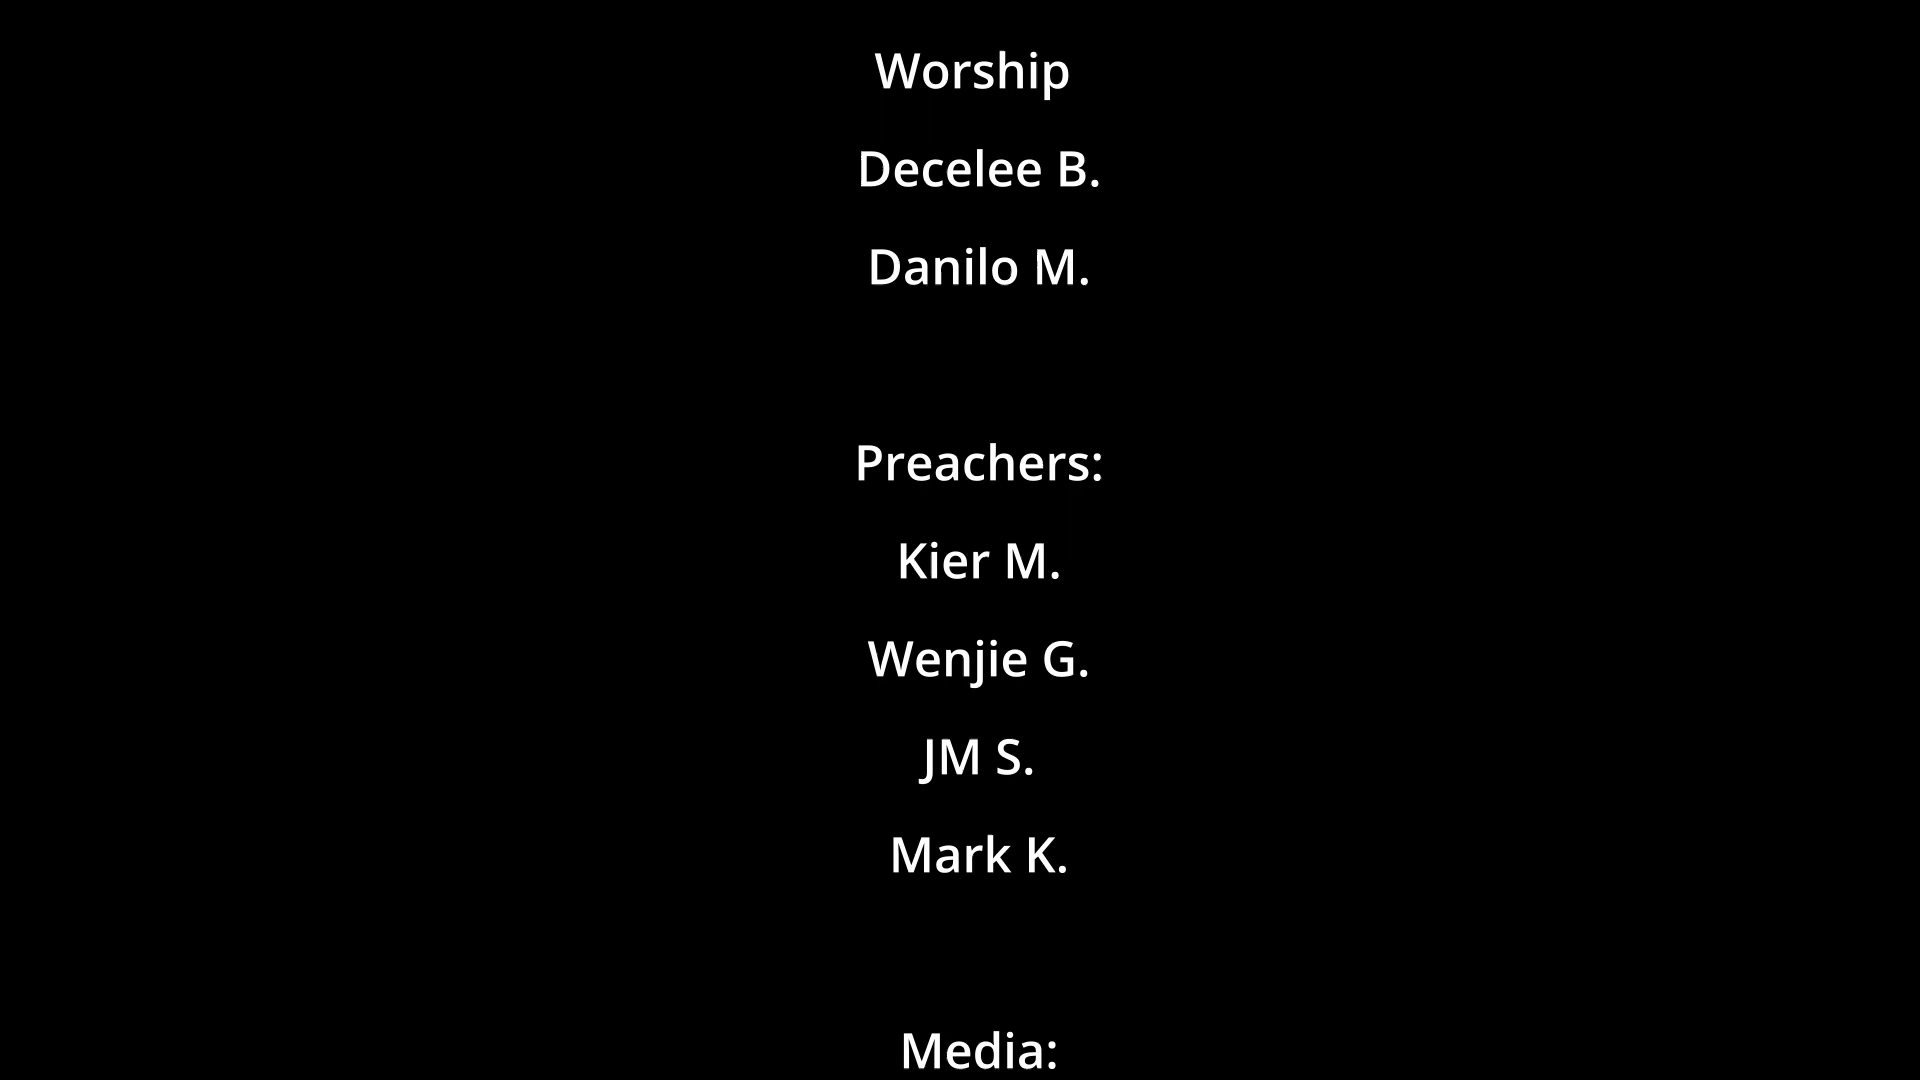 Worship
Decelee B.
Danilo M.
Preachers:
Kier M.
Wenjie G.
JM S.
Mark K.
Media: